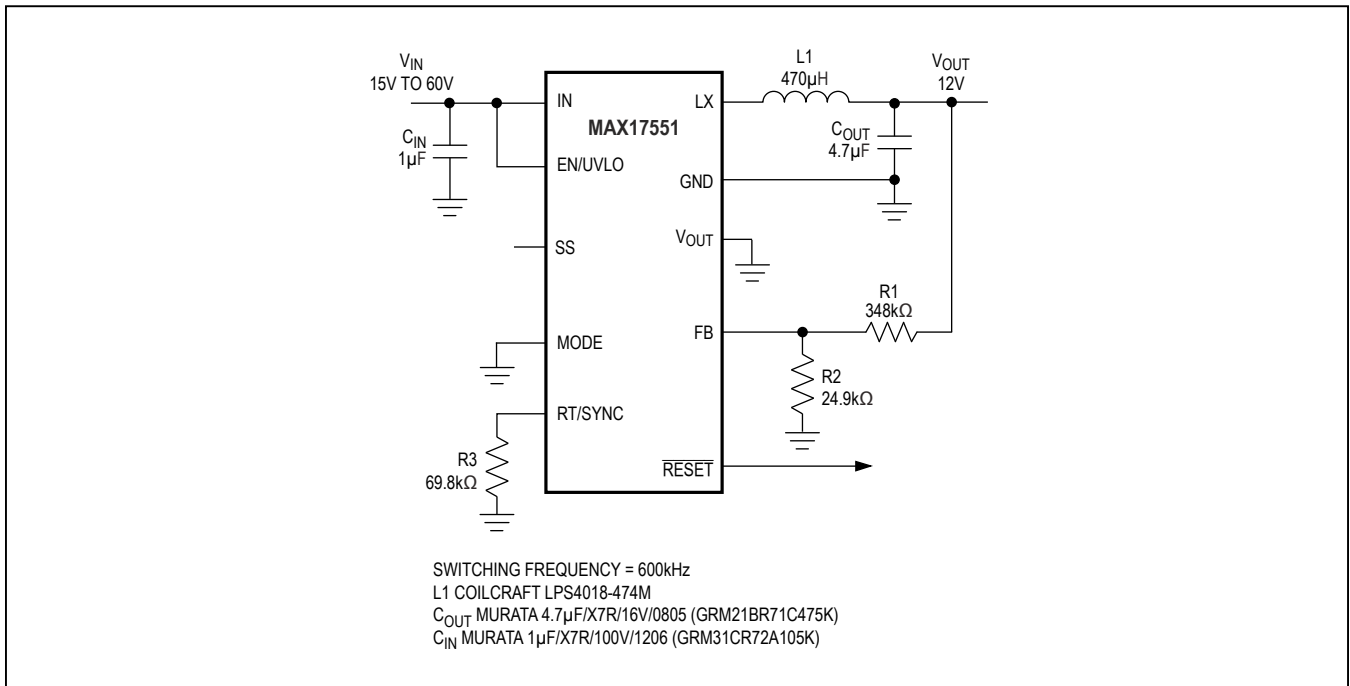 V_IN
15V TO 60V
C_IN
1µF
IN
EN/UVLO
SS
MODE
RT/SYNC
R3
69.8kΩ
MAX17551
LX
GND
V_OUT
FB
RESET
L1
470µH
V_OUT
12V
C_OUT
4.7µF
R1
348kΩ
R2
24.9kΩ
SWITCHING FREQUENCY = 600kHz
L1 COILCRAFT LPS4018-474M
C_OUT MURATA 4.7µF/X7R/16V/0805 (GRM21BR71C475K)
C_IN MURATA 1µF/X7R/100V/1206 (GRM31CR72A105K)